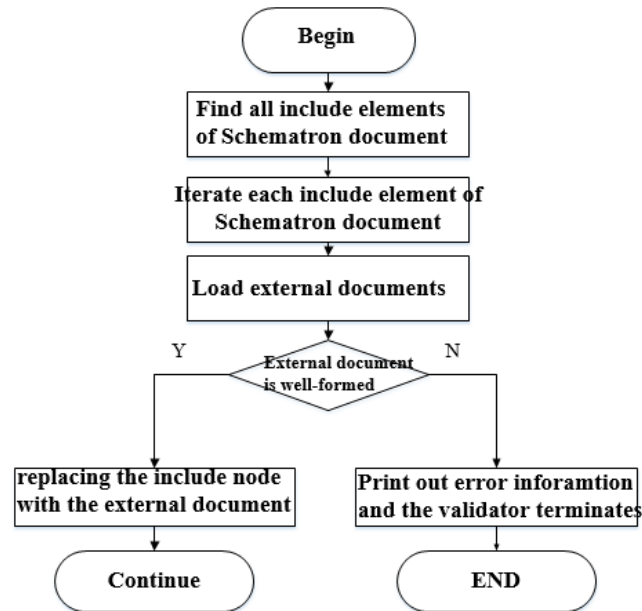 Begin
Find all include elements
of Schematron document
Iterate each include element of
Schematron document
Load external documents
Y
N
External document
is well-formed
replacing the include node
with the external document
Print out error inforamtion
and the validator terminates
Continue
END